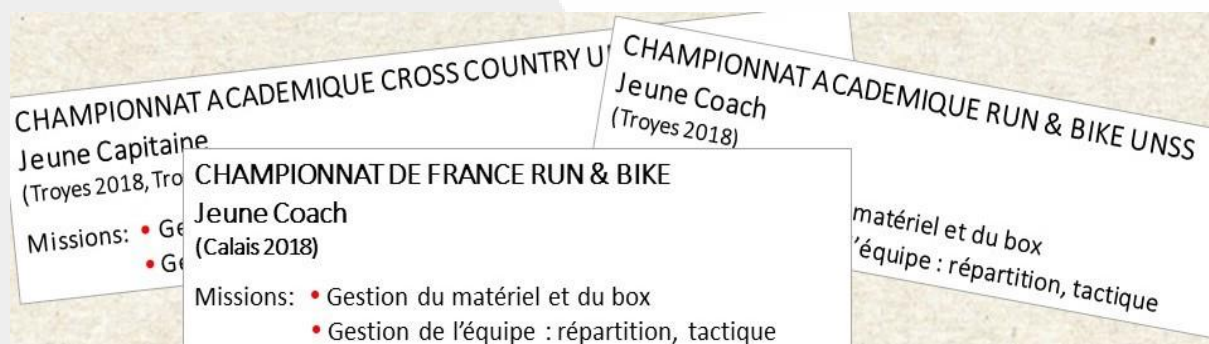 CHAMPIONNAT ACADEMIQUE CROSS COUNTRY
Jeune Capitaine
(Troyes 2018,
Missions: •
•
CHAMPIONNAT ACADEMIQUE RUN & BIKE UNSS
Jeune Coach
(Troyes 2018)
matériel et du box
l'équipe : répartition, tactique
CHAMPIONNAT DE FRANCE RUN & BIKE
Jeune Coach
(Calais 2018)
Missions: • Gestion du matériel et du box
• Gestion de l’équipe : répartition, tactique